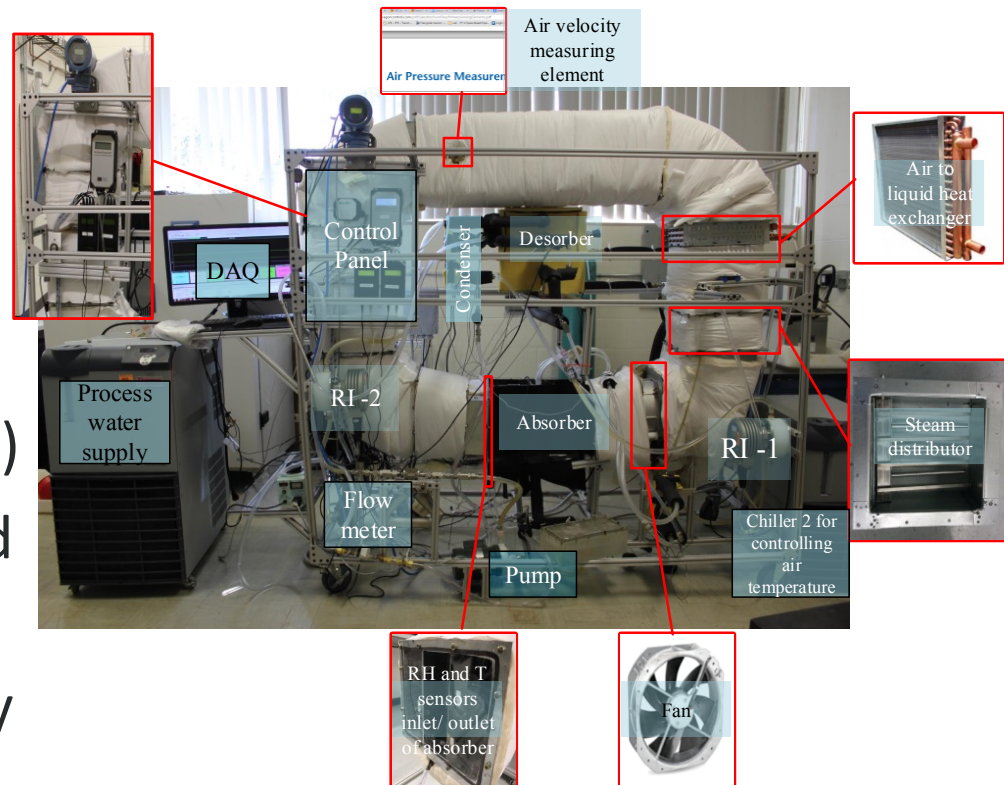 Air velocity
measuring
element
Air Pressure Measurem
Air to
liquid heat
exchanger
Control
Panel
Condenser
Desorber
DAQ
Process
water
supply
RI -2
Absorber
RI -1
Steam
distributor
Flow
meter
Pump
Chiller 2 for
controlling
air
temperature
RH and T
sensors
inlet/ outlet
of absorber
Fan
)
d
y